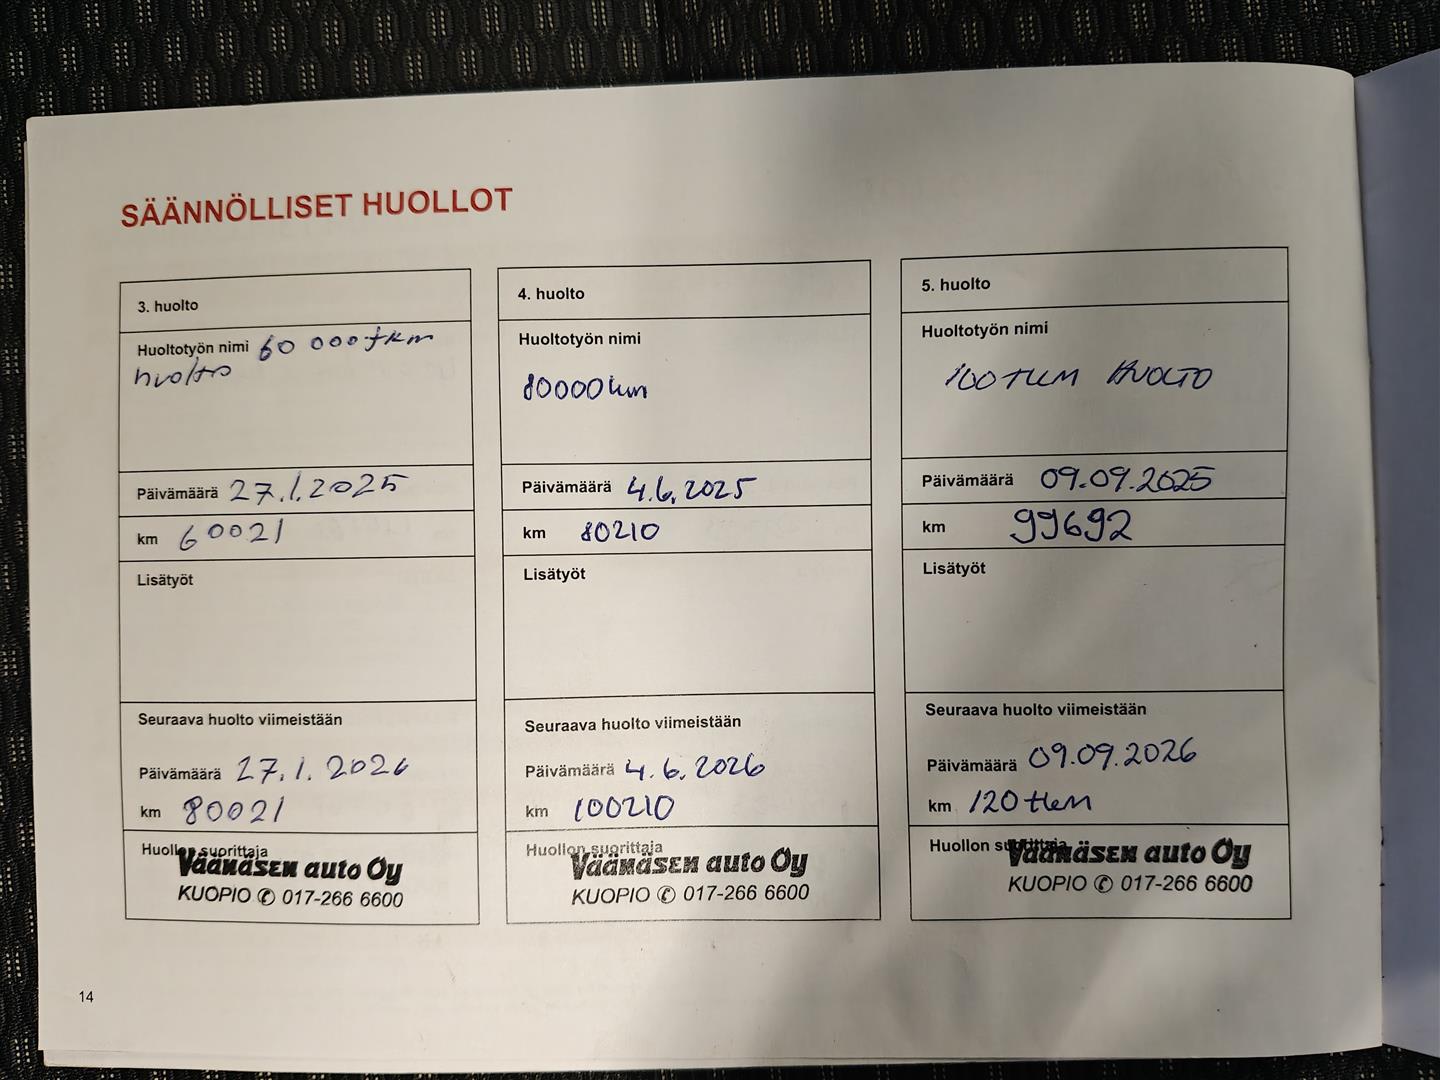 SÄÄNNÖLLISET HUOLLOT
3. huolto
Huoltotyön nimi 60 000 tkm
huolto
Päivämäärä 27.1.2025
km 60021
Lisätyöt
Seuraava huolto viimeistään
Päivämäärä 27.1.2026
km 80021
Huollon suorittaja
Väänäsen auto Oy
KUOPIO ✆ 017-266 6600
4. huolto
Huoltotyön nimi
80000km
Päivämäärä 4.6.2025
km 80210
Lisätyöt
Seuraava huolto viimeistään
Päivämäärä 4.6.2026
km 100210
Huollon suorittaja
Väänäsen auto Oy
KUOPIO ✆ 017-266 6600
5. huolto
Huoltotyön nimi
100TKM HUOLTO
Päivämäärä 09.09.2025
km 99692
Lisätyöt
Seuraava huolto viimeistään
Päivämäärä 09.09.2026
km 120tkm
Huollon suorittaja
Väänäsen auto Oy
KUOPIO ✆ 017-266 6600
14